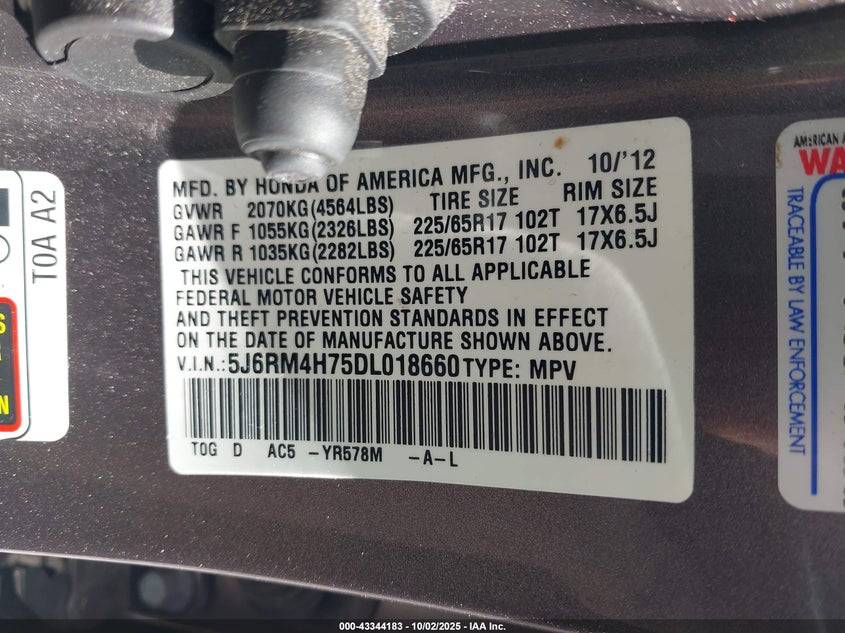 MFD. BY HONDA OF AMERICA MFG., INC. 10/'12
GVWR 2070KG(4564LBS) TIRE SIZE RIM SIZE
GAWR F 1055KG(2326LBS) 225/65R17 102T 17X6.5J
GAWR R 1035KG(2282LBS) 225/65R17 102T 17X6.5J
THIS VEHICLE CONFORMS TO ALL APPLICABLE
FEDERAL MOTOR VEHICLE SAFETY
AND THEFT PREVENTION STANDARDS IN EFFECT
ON THE DATE OF MANUFACTURE SHOWN ABOVE.
V.I.N.:5J6RM4H75DL018660 TYPE: MPV
TOG D AC5 -YR578M -A-L
TOA A2
AMERICAN
WA
TRACEABLE BY LAW ENFORCEMENT
000-43344183 - 10/02/2025 - IAA Inc.